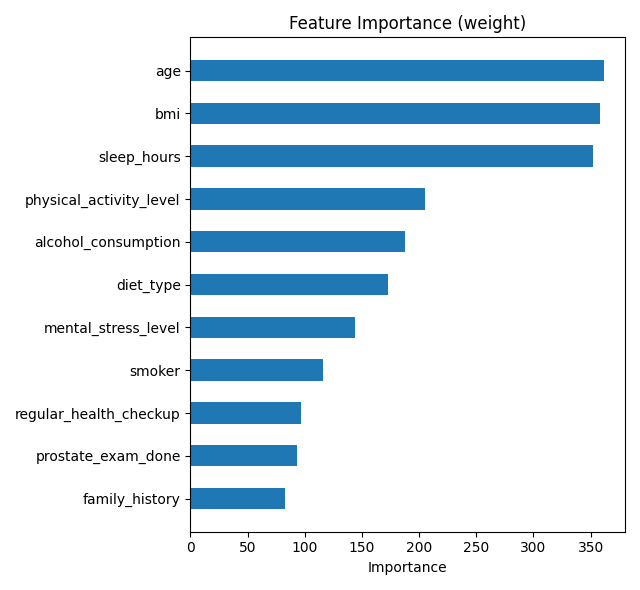 Feature Importance (weight)
age
bmi
sleep_hours
physical_activity_level
alcohol_consumption
diet_type
mental_stress_level
smoker
regular_health_checkup
prostate_exam_done
family_history
0 50 100 150 200 250 300 350
Importance